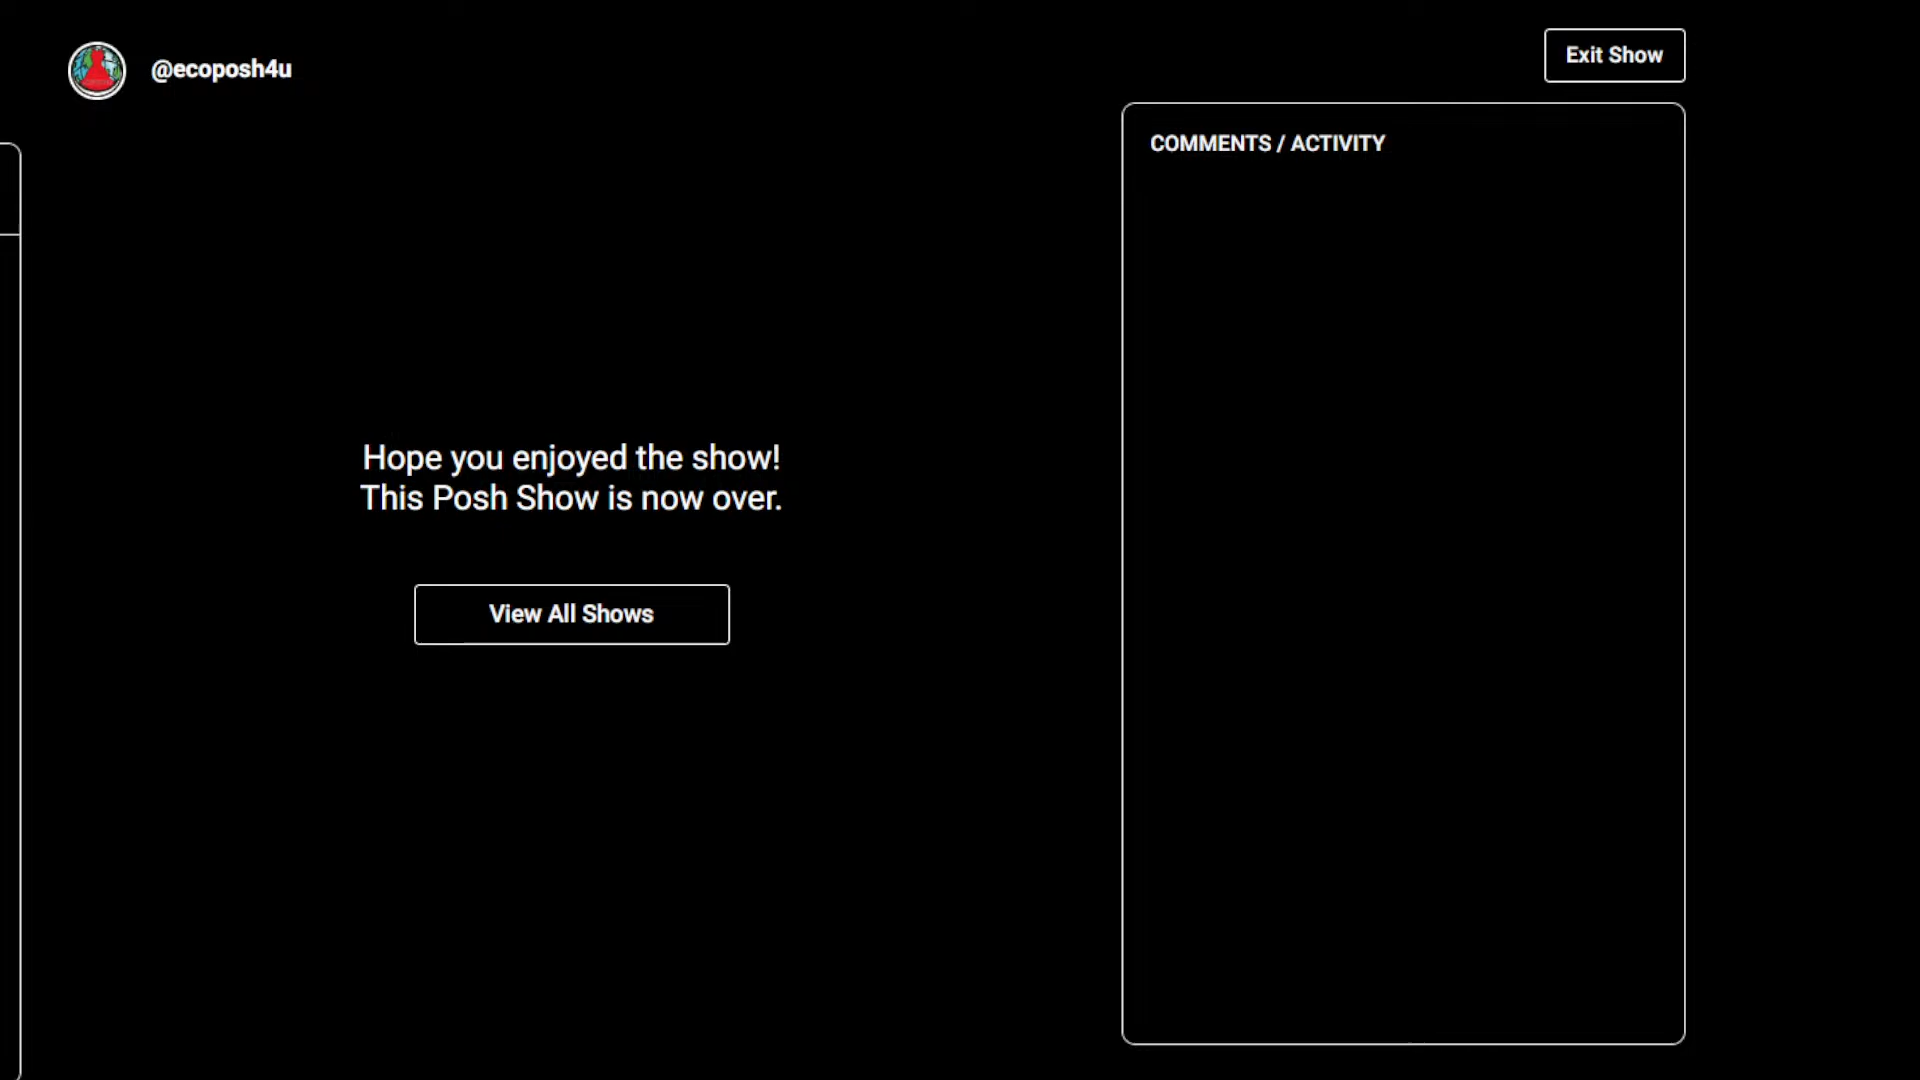 @ecoposh4u
Exit Show
COMMENTS / ACTIVITY
Hope you enjoyed the show!
This Posh Show is now over.
View All Shows